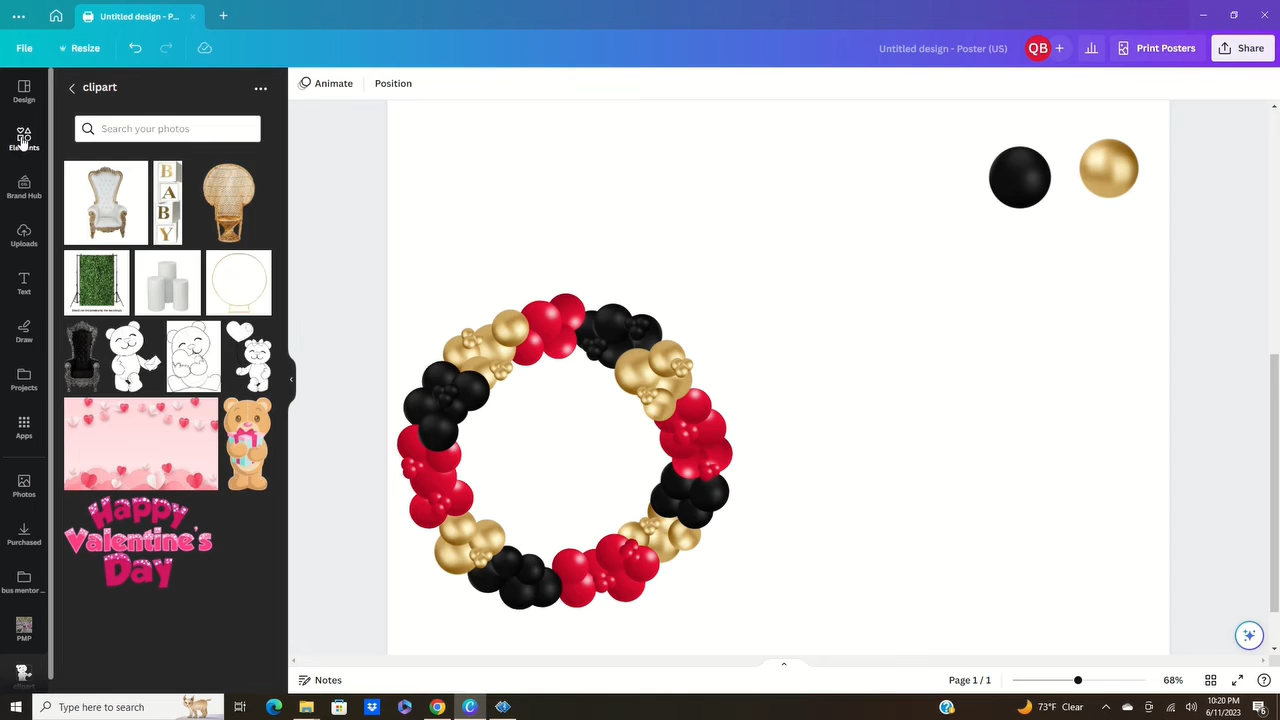 Untitled design - P...
File
Resize
Untitled design - Poster (US)
QB
Print Posters
Share
Design
Elements
Brand Hub
Uploads
Text
Draw
Projects
Apps
Photos
Purchased
bus mentor ...
PMP
clipart
clipart
Search your photos
B
A
B
Y
Happy
Valentine's
Day
Animate
Position
Notes
Page 1 / 1
68%
Type here to search
73°F Clear
10:20 PM
6/11/2023
6